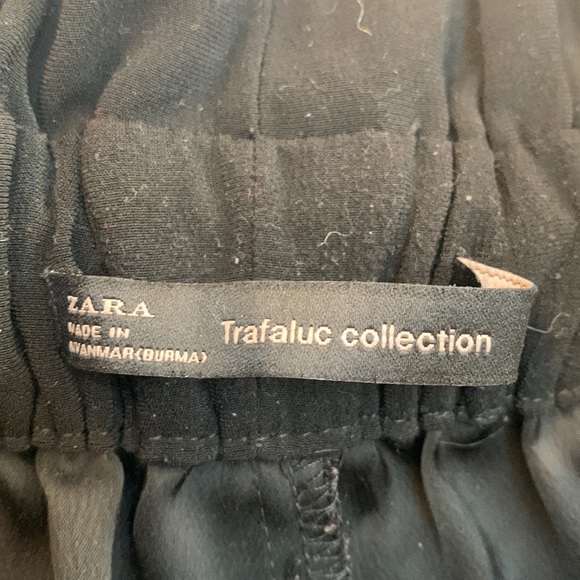 ZARA
MADE IN
MYANMAR(BURMA)
Trafaluc collection